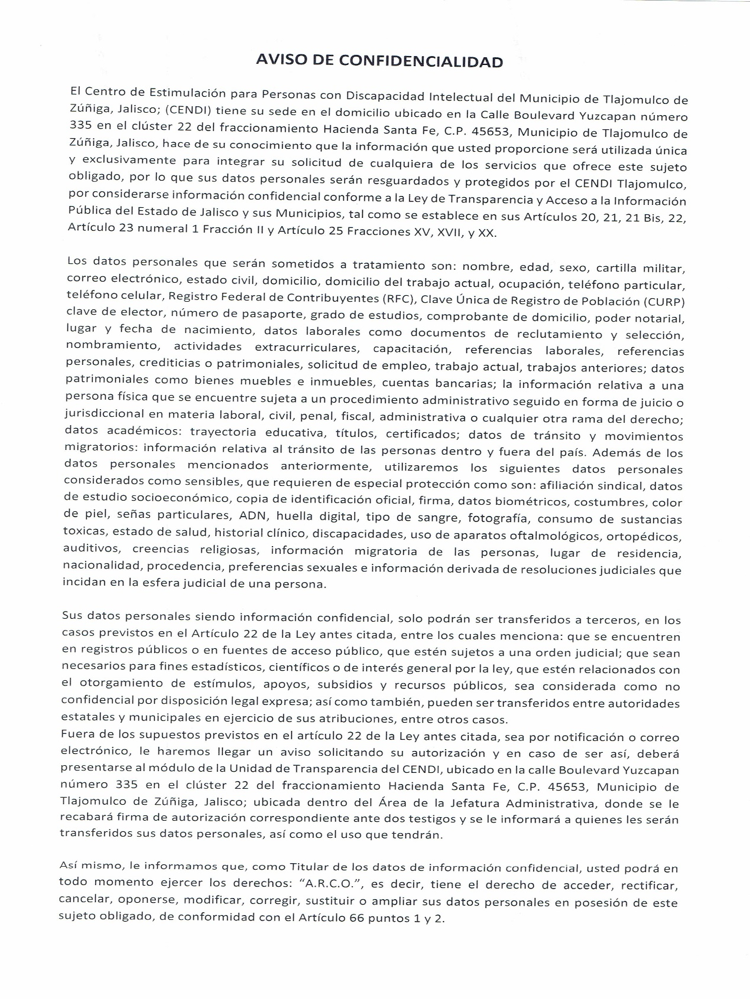 AVISO DE CONFIDENCIALIDAD
El Centro de Estimulación para Personas con Discapacidad Intelectual del Municipio de Tlajomulco de
Zúñiga, Jalisco; (CENDI) tiene su sede en el domicilio ubicado en la Calle Boulevard Yuzcapan número
335 en el clúster 22 del fraccionamiento Hacienda Santa Fe, C.P. 45653, Municipio de Tlajomulco de
Zúñiga, Jalisco, hace de su conocimiento que la información que usted proporcione será utilizada única
y exclusivamente para integrar su solicitud de cualquiera de los servicios que ofrece este sujeto
obligado, por lo que sus datos personales serán resguardados y protegidos por el CENDI Tlajomulco,
por considerarse información confidencial conforme a la Ley de Transparencia y Acceso a la Información
Pública del Estado de Jalisco y sus Municipios, tal como se establece en sus Artículos 20, 21, 21 Bis, 22,
Artículo 23 numeral 1 Fracción II y Artículo 25 Fracciones XV, XVII, y XX.
Los datos personales que serán sometidos a tratamiento son: nombre, edad, sexo, cartilla militar,
correo electrónico, estado civil, domicilio, domicilio del trabajo actual, ocupación, teléfono particular,
teléfono celular, Registro Federal de Contribuyentes (RFC), Clave Única de Registro de Población (CURP)
clave de elector, número de pasaporte, grado de estudios, comprobante de domicilio, poder notarial,
lugar y fecha de nacimiento, datos laborales como documentos de reclutamiento y selección,
nombramiento, actividades extracurriculares, capacitación, referencias laborales, referencias
personales, crediticias o patrimoniales, solicitud de empleo, trabajo actual, trabajos anteriores; datos
patrimoniales como bienes muebles e inmuebles, cuentas bancarias; la información relativa a una
persona física que se encuentre sujeta a un procedimiento administrativo seguido en forma de juicio o
jurisdiccional en materia laboral, civil, penal, fiscal, administrativa o cualquier otra rama del derecho;
datos académicos: trayectoria educativa, títulos, certificados; datos de tránsito y movimientos
migratorios: información relativa al tránsito de las personas dentro y fuera del país. Además de los
datos personales mencionados anteriormente, utilizaremos los siguientes datos personales
considerados como sensibles, que requieren de especial protección como son: afiliación sindical, datos
de estudio socioeconómico, copia de identificación oficial, firma, datos biométricos, costumbres, color
de piel, señas particulares, ADN, huella digital, tipo de sangre, fotografía, consumo de sustancias
toxicas, estado de salud, historial clínico, discapacidades, uso de aparatos oftalmológicos, ortopédicos,
auditivos, creencias religiosas, información migratoria de las personas, lugar de residencia,
nacionalidad, procedencia, preferencias sexuales e información derivada de resoluciones judiciales que
incidan en la esfera judicial de una persona.
Sus datos personales siendo información confidencial, solo podrán ser transferidos a terceros, en los
casos previstos en el Artículo 22 de la Ley antes citada, entre los cuales menciona: que se encuentren
en registros públicos o en fuentes de acceso público, que estén sujetos a una orden judicial; que sean
necesarios para fines estadísticos, científicos o de interés general por la ley, que estén relacionados con
el otorgamiento de estímulos, apoyos, subsidios y recursos públicos, sea considerada como no
confidencial por disposición legal expresa; así como también, pueden ser transferidos entre autoridades
estatales y municipales en ejercicio de sus atribuciones, entre otros casos.
Fuera de los supuestos previstos en el artículo 22 de la Ley antes citada, sea por notificación o correo
electrónico, le haremos llegar un aviso solicitando su autorización y en caso de ser así, deberá
presentarse al módulo de la Unidad de Transparencia del CENDI, ubicado en la calle Boulevard Yuzcapan
número 335 en el clúster 22 del fraccionamiento Hacienda Santa Fe, C.P. 45653, Municipio de
Tlajomulco de Zúñiga, Jalisco; ubicada dentro del Área de la Jefatura Administrativa, donde se le
recabará firma de autorización correspondiente ante dos testigos y se le informará a quienes les serán
transferidos sus datos personales, así como el uso que tendrán.
Así mismo, le informamos que, como Titular de los datos de información confidencial, usted podrá en
todo momento ejercer los derechos: “A.R.C.O.”, es decir, tiene el derecho de acceder, rectificar,
cancelar, oponerse, modificar, corregir, sustituir o ampliar sus datos personales en posesión de este
sujeto obligado, de conformidad con el Artículo 66 puntos 1 y 2.